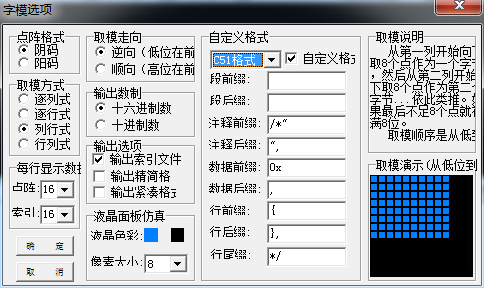 字模选项
点阵格式
阴码
阳码
取模方式
逐列式
逐行式
列行式
行列式
每行显示数据
点阵: 16
索引: 16
确 定
取 消
取模走向
逆向(低位在前
顺向(高位在前
输出数制
十六进制数
十进制数
输出选项
输出索引文件
输出精简格
输出紧凑格式
液晶面板仿真
液晶色彩:
像素大小: 8
自定义格式
C51格式
自定义格式
段前缀:
段后缀:
注释前缀: /*"
注释后缀: ",
数据前缀: 0x
数据后缀: ,
行前缀: {
行后缀: },
行尾缀: */
取模说明
从第一列开始向下
取8个点作为一个字节
,然后从第二列开始向
下取8个点作为第二个
字节...依此类推。如
果最后不足8个点就补
满8位。
取模顺序是从低到
取模演示(从低位到